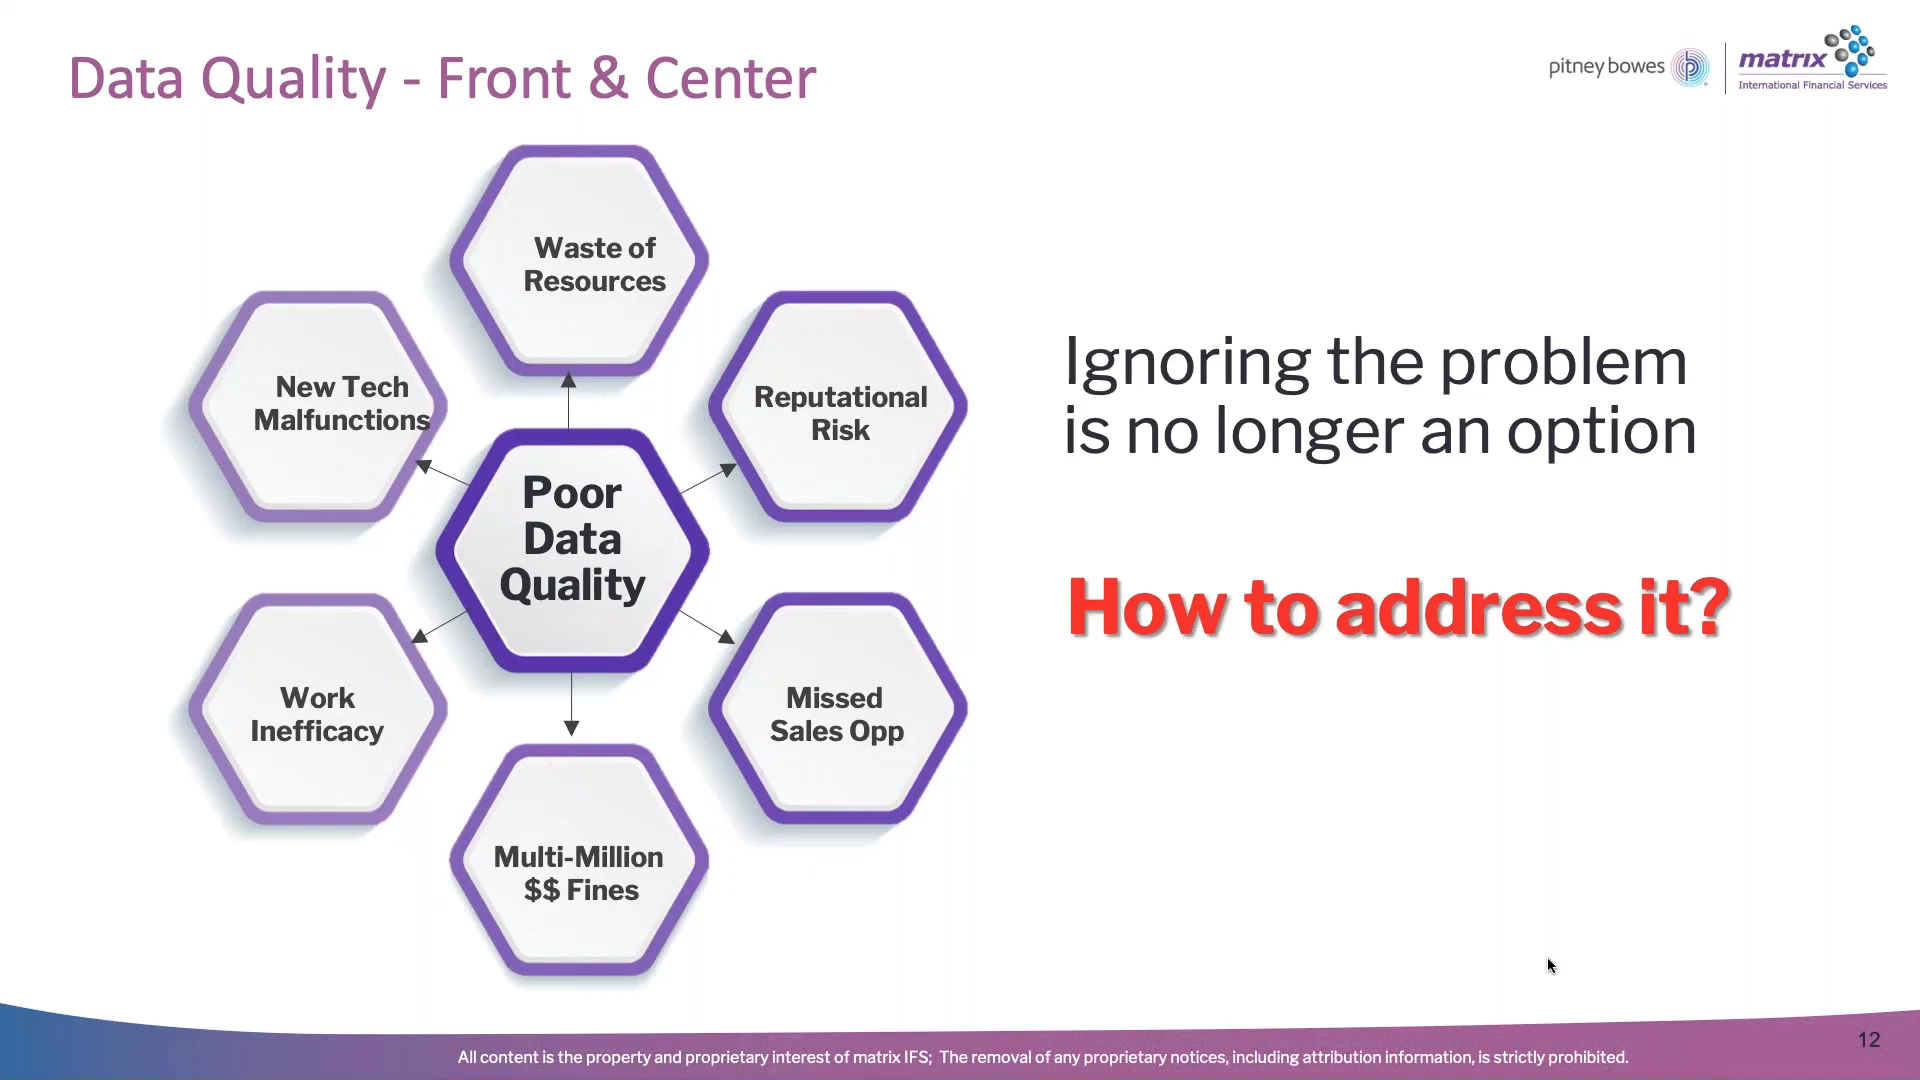 Data Quality - Front & Center
pitney bowes
matrix
International Financial Services
Waste of
Resources
New Tech
Malfunctions
Reputational
Risk
Poor
Data
Quality
Work
Inefficacy
Missed
Sales Opp
Multi-Million
$$ Fines
Ignoring the problem
is no longer an option
How to address it?
All content is the property and proprietary interest of matrix IFS; The removal of any proprietary notices, including attribution information, is strictly prohibited.
12